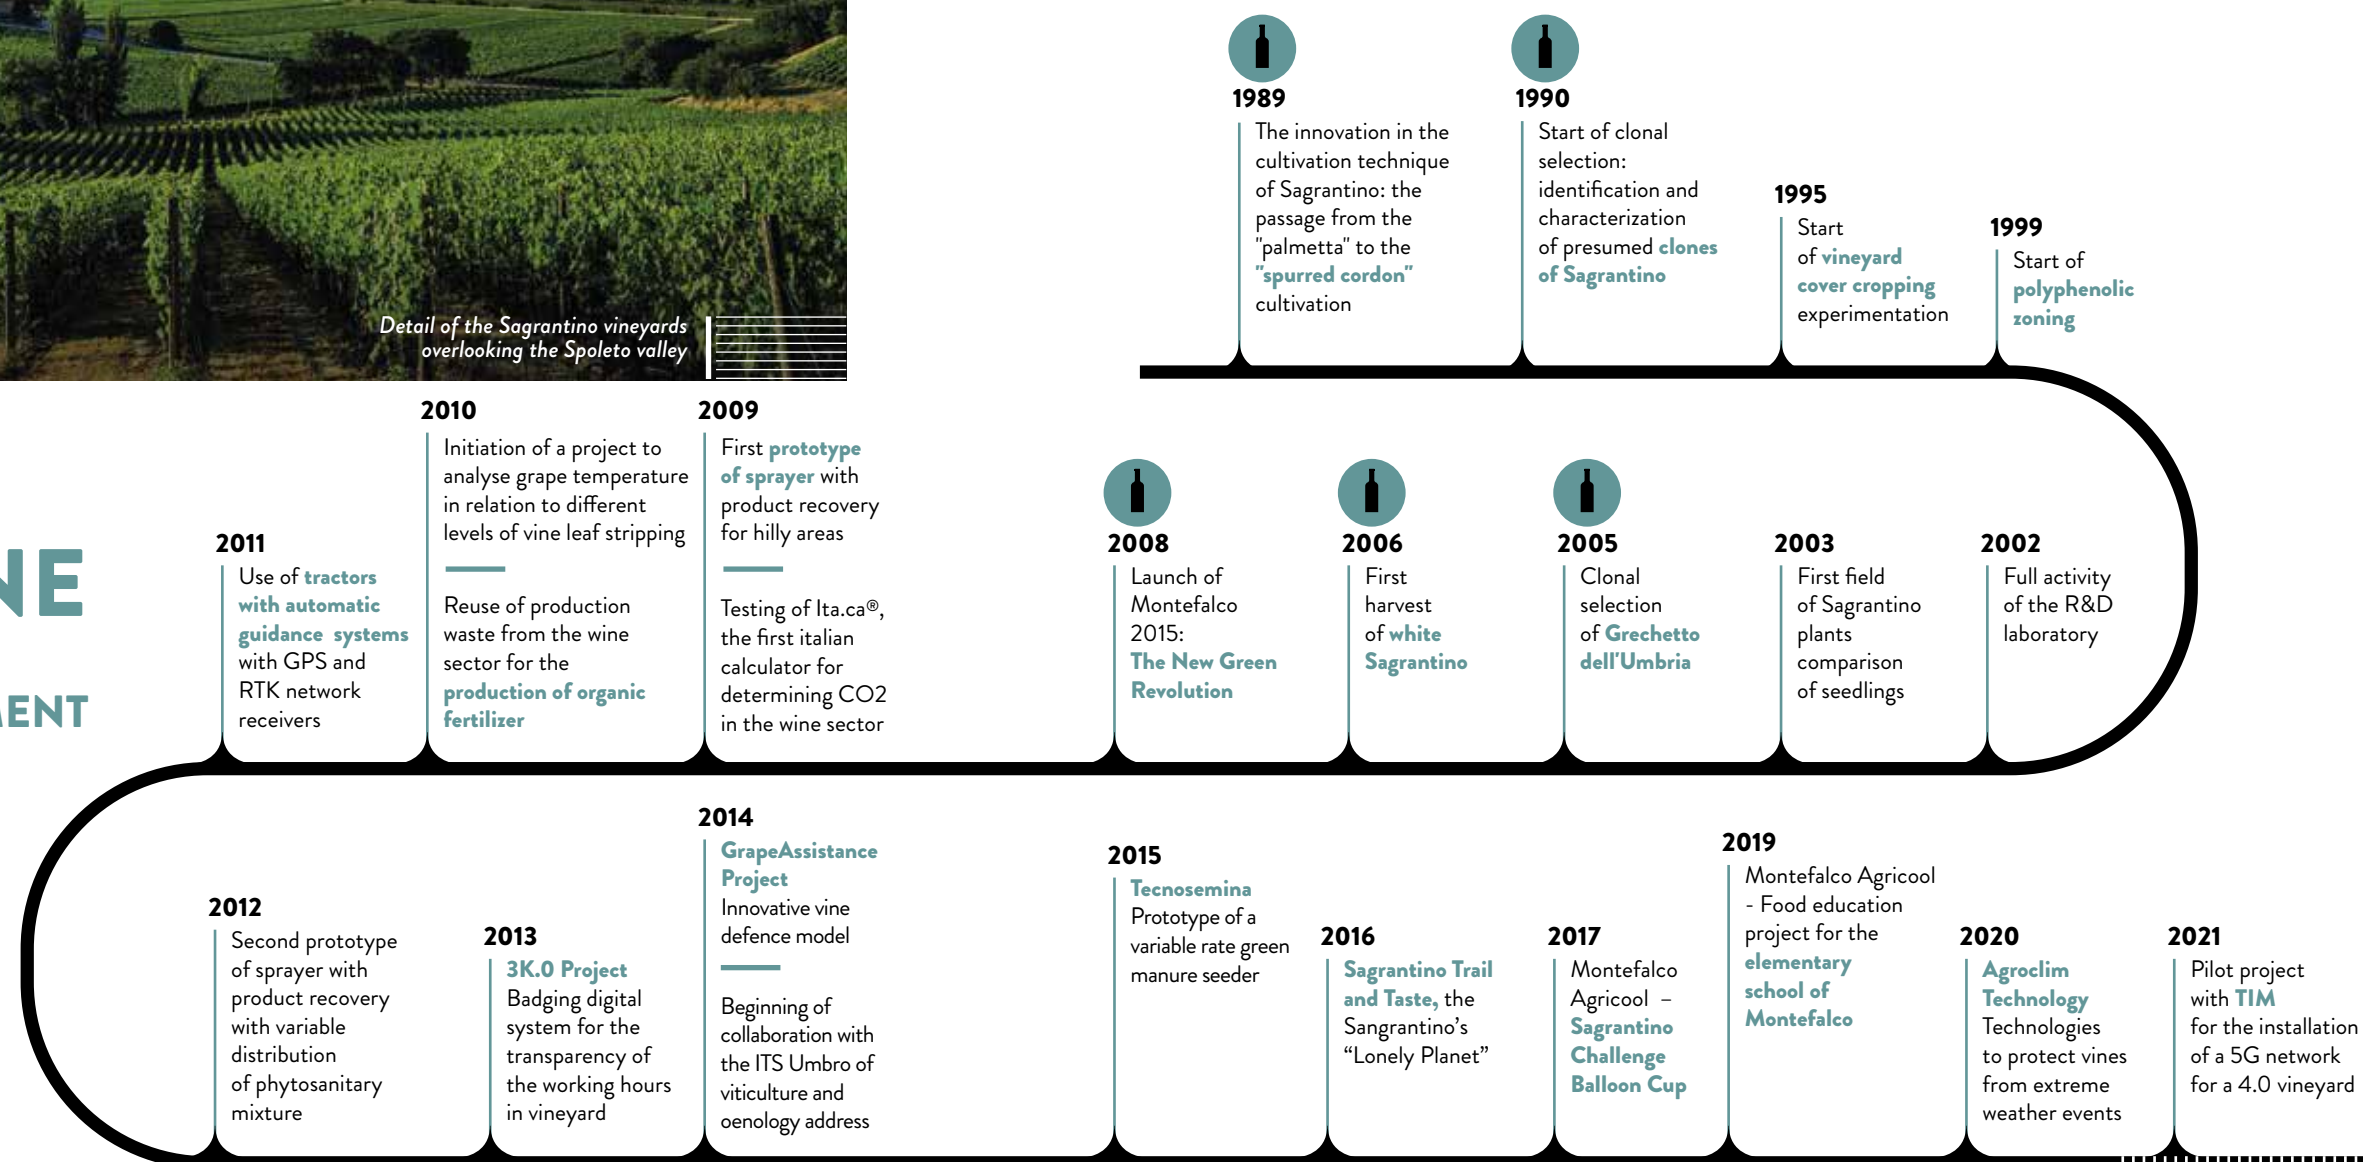 Detail of the Sagrantino vineyards
overlooking the Spoleto valley
NE
MENT
1989
The innovation in the
cultivation technique
of Sagrantino: the
passage from the
"palmetta" to the
"spurred cordon"
cultivation
1990
Start of clonal
selection:
identification and
characterization
of presumed clones
of Sagrantino
1995
Start
of vineyard
cover cropping
experimentation
1999
Start of
polyphenolic
zoning
2002
Full activity
of the R&D
laboratory
2003
First field
of Sagrantino
plants
comparison
of seedlings
2005
Clonal
selection
of Grechetto
dell'Umbria
2006
First
harvest
of white
Sagrantino
2008
Launch of
Montefalco
2015:
The New Green
Revolution
2009
First prototype
of sprayer with
product recovery
for hilly areas
Testing of Ita.ca®,
the first italian
calculator for
determining CO2
in the wine sector
2010
Initiation of a project to
analyse grape temperature
in relation to different
levels of vine leaf stripping
Reuse of production
waste from the wine
sector for the
production of organic
fertilizer
2011
Use of tractors
with automatic
guidance systems
with GPS and
RTK network
receivers
2012
Second prototype
of sprayer with
product recovery
with variable
distribution
of phytosanitary
mixture
2013
3K.0 Project
Badging digital
system for the
transparency of
the working hours
in vineyard
2014
GrapeAssistance
Project
Innovative vine
defence model
Beginning of
collaboration with
the ITS Umbro of
viticulture and
oenology address
2015
Tecnosemina
Prototype of a
variable rate green
manure seeder
2016
Sagrantino Trail
and Taste, the
Sangrantino’s
“Lonely Planet”
2017
Montefalco
Agricool –
Sagrantino
Challenge
Balloon Cup
2019
Montefalco Agricool
- Food education
project for the
elementary
school of
Montefalco
2020
Agroclim
Technology
Technologies
to protect vines
from extreme
weather events
2021
Pilot project
with TIM
for the installation
of a 5G network
for a 4.0 vineyard